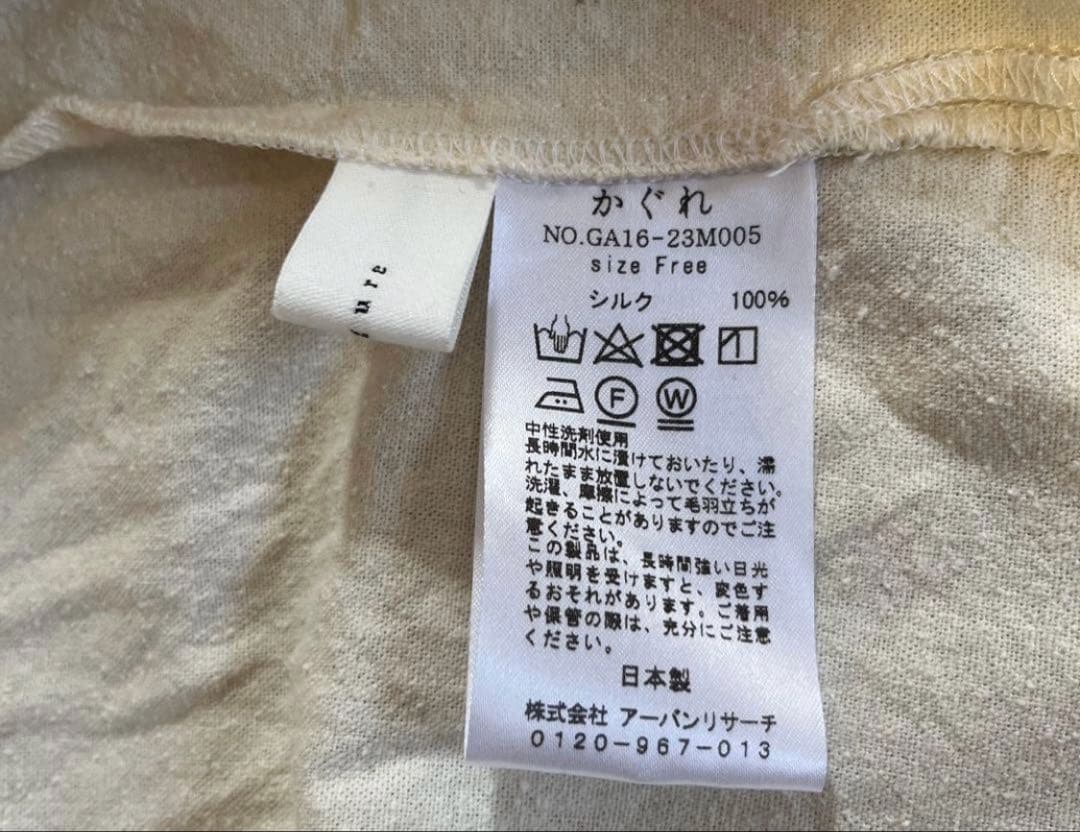 かぐれ
NO.GA16-23M005
size Free
シルク 100%
F W
中性洗剤使用
長時間水に漬けておいたり、濡
れたまま放置しないでください。
洗濯、摩擦によって毛羽立ちが
起きることがありますのでご注
意ください。
この製品は、長時間強い日光
や照明を受けますと、変色す
るおそれがあります。ご着用
や保管の際は、充分にご注意
ください。
日本製
株式会社 アーバンリサーチ
0120-967-013
ure